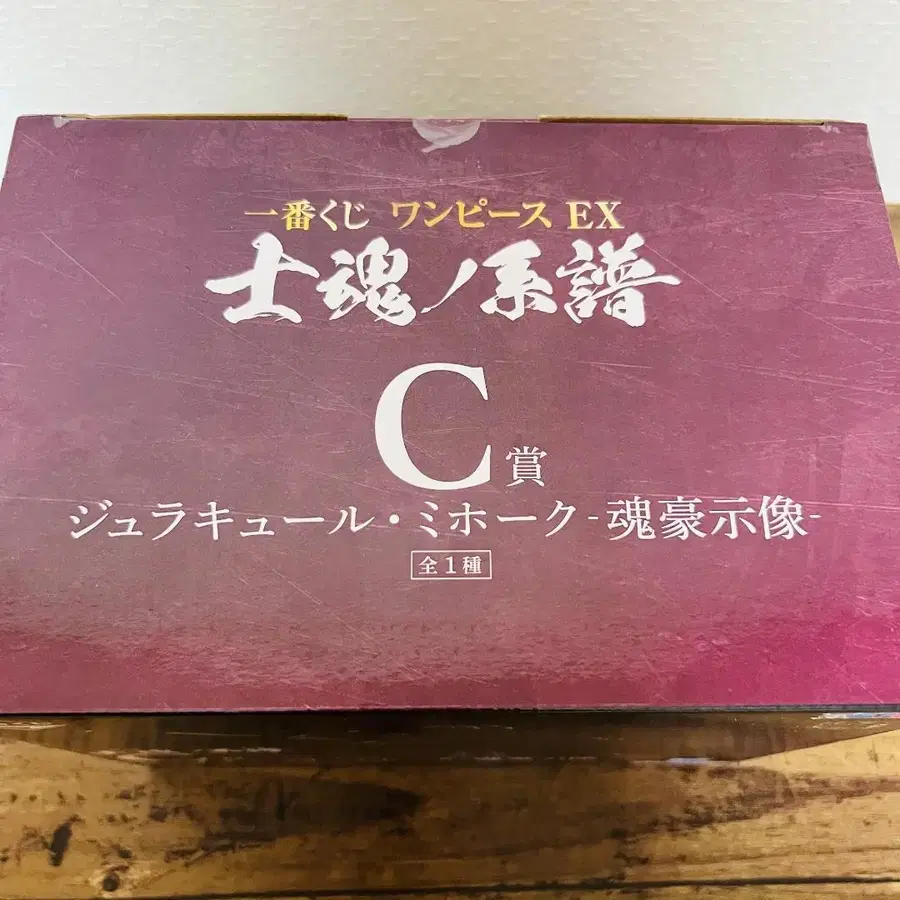 一番くじ ワンピース EX
士魂ノ系譜
C賞
ジュラキュール・ミホーク-魂豪示像-
全1種